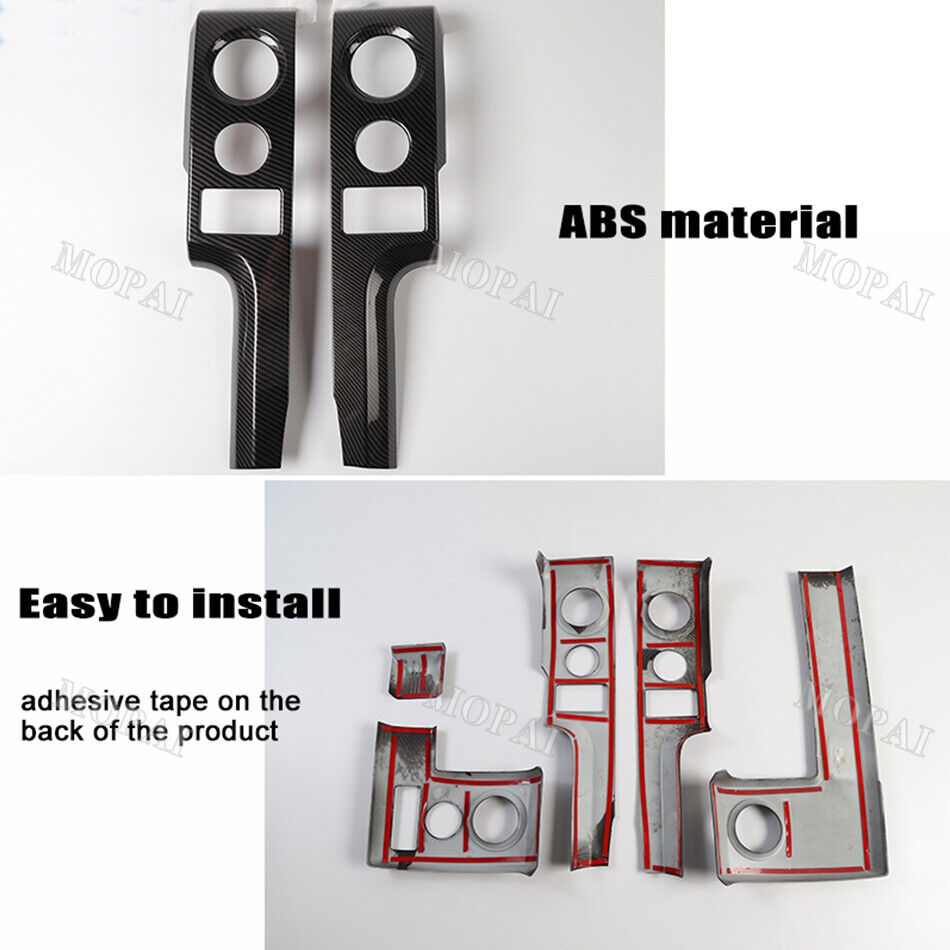 ABS material
MOPAI
MOPAI
Easy to install
adhesive tape on the
back of the product
MOPAI
MOPAI
MOPAI